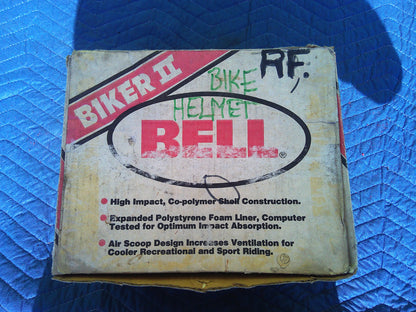 BIKER II
RF.
BIKE
HELMET
BELL®
High Impact, Co-polymer Shell Construction.
Expanded Polystyrene Foam Liner, Computer
Tested for Optimum Impact Absorption.
Air Scoop Design Increases Ventilation for
Cooler Recreational and Sport Riding.